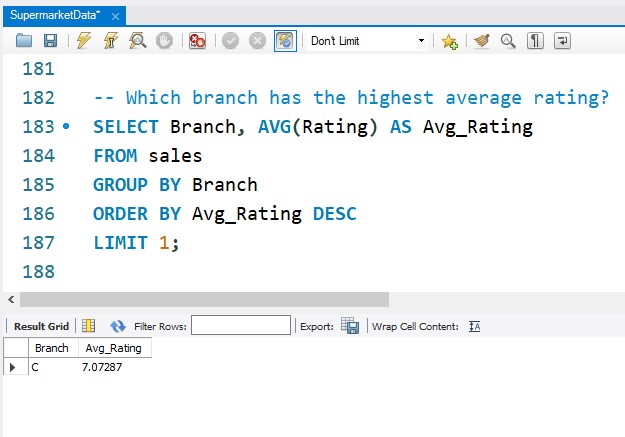 SupermarketData*
Don't Limit
181
182 -- Which branch has the highest average rating?
183 SELECT Branch, AVG(Rating) AS Avg_Rating
184 FROM sales
185 GROUP BY Branch
186 ORDER BY Avg_Rating DESC
187 LIMIT 1;
188
Result Grid Filter Rows: Export: Wrap Cell Content: IA
Branch Avg_Rating
C 7.07287